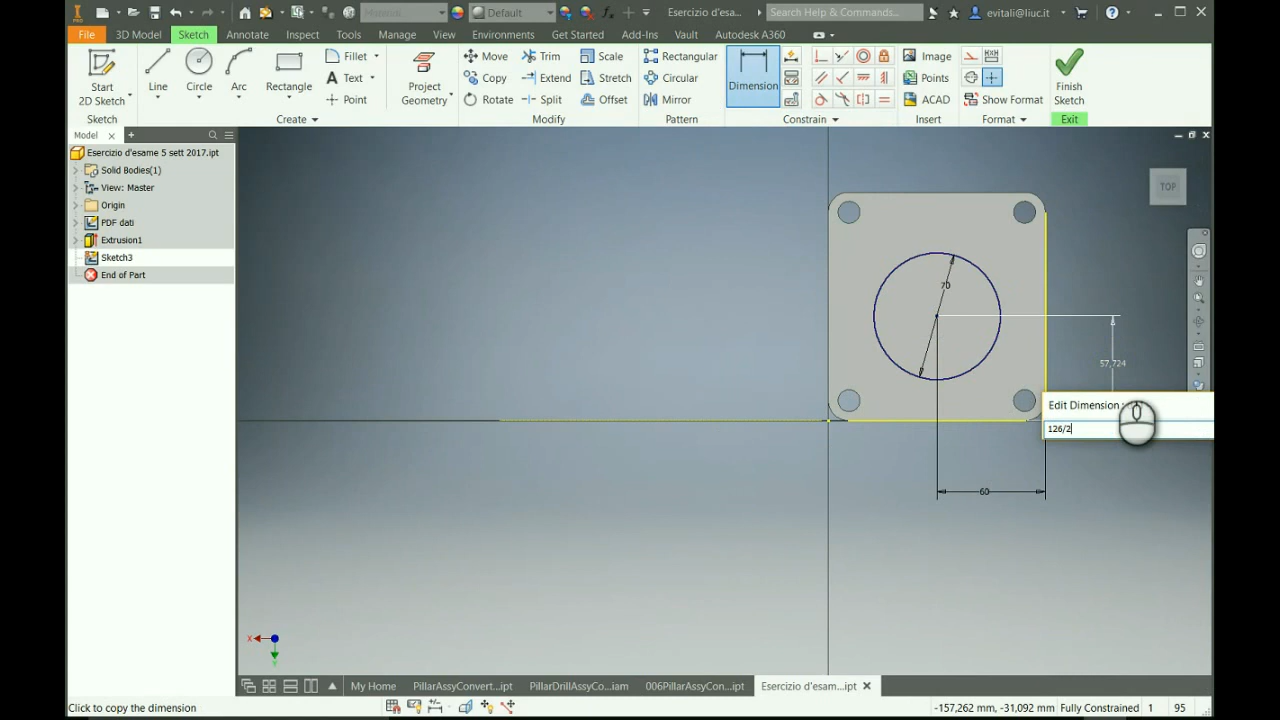 PRO
Material
Default
Esercizio d'esa...
Search Help & Commands...
evitali@liuc.it
File
3D Model
Sketch
Annotate
Inspect
Tools
Manage
View
Environments
Get Started
Add-Ins
Vault
Autodesk A360
Start
2D Sketch
Line
Circle
Arc
Rectangle
Fillet
Text
Point
Project
Geometry
Move
Copy
Rotate
Trim
Extend
Split
Scale
Stretch
Offset
Rectangular
Circular
Mirror
Dimension
Image
Points
ACAD
Show Format
Finish
Sketch
Sketch
Create
Modify
Pattern
Constrain
Insert
Format
Exit
Model
Esercizio d'esame 5 sett 2017.ipt
Solid Bodies(1)
View: Master
Origin
PDF dati
Extrusion1
Sketch3
End of Part
TOP
70
57,724
Edit Dimension :
126/2
60
X
Y
My Home
PillarAssyConvert...ipt
PillarDrillAssyCo...iam
006PillarAssyCon...ipt
Esercizio d'esam...ipt
Click to copy the dimension
-157,262 mm, -31,092 mm
Fully Constrained
1
95